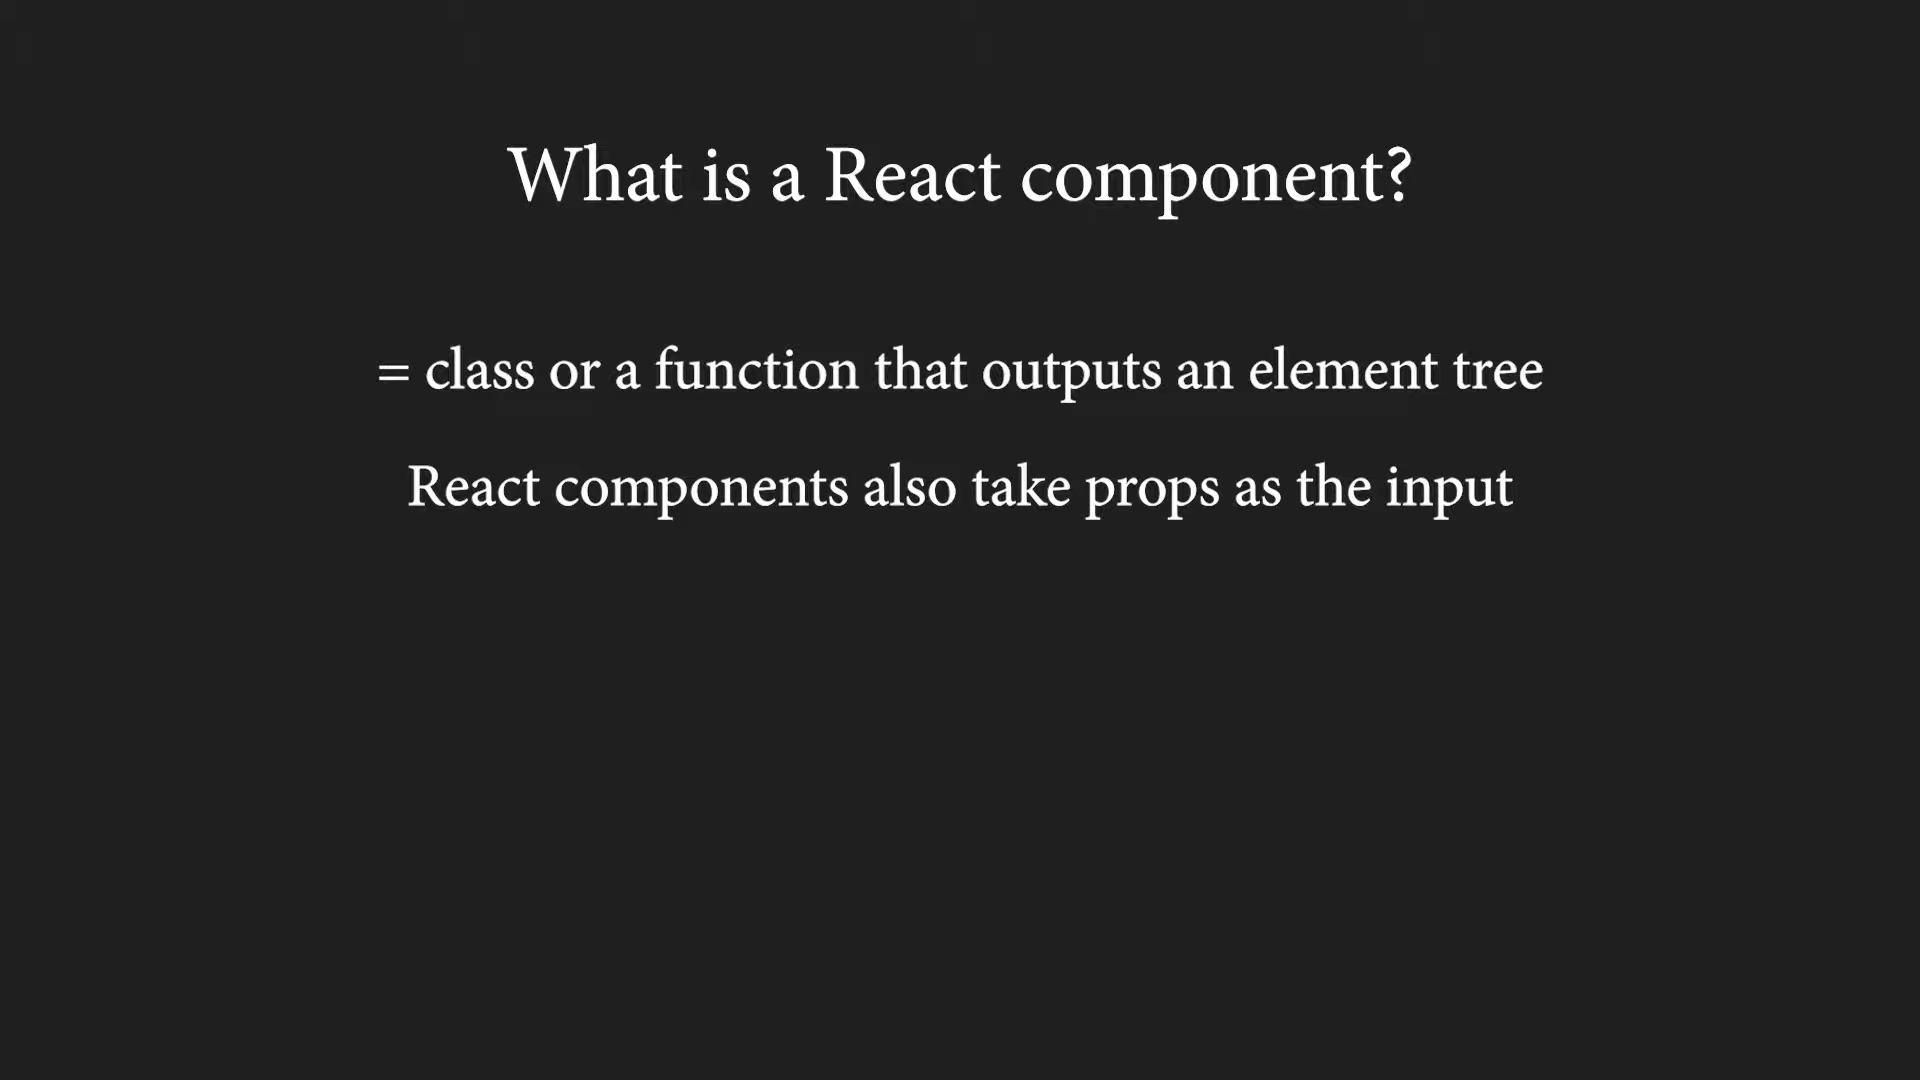 What is a React component?
= class or a function that outputs an element tree
React components also take props as the input